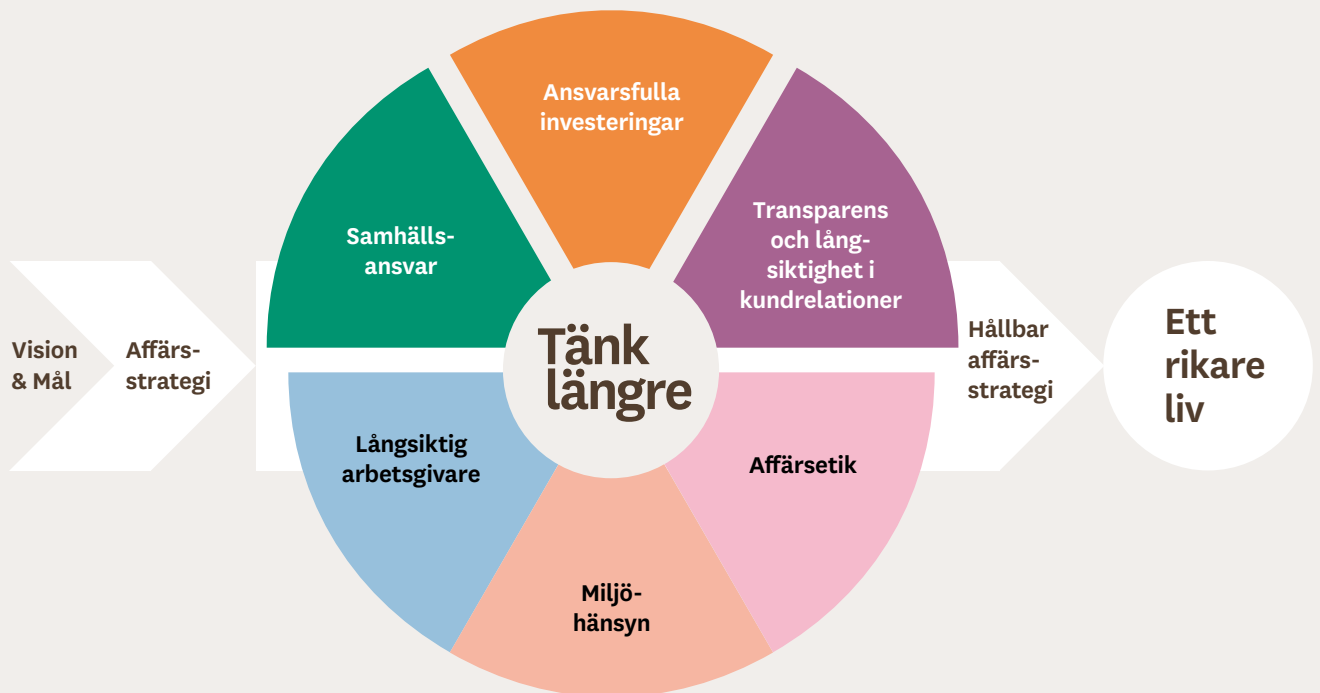 Vision
& Mål
Affärs-
strategi
Samhälls-
ansvar
Ansvarsfulla
investeringar
Transparens
och lång-
siktighet i
kundrelationer
Tänk
längre
Långsiktig
arbetsgivare
Miljö-
hänsyn
Affärsetik
Hållbar
affärs-
strategi
Ett
rikare
liv